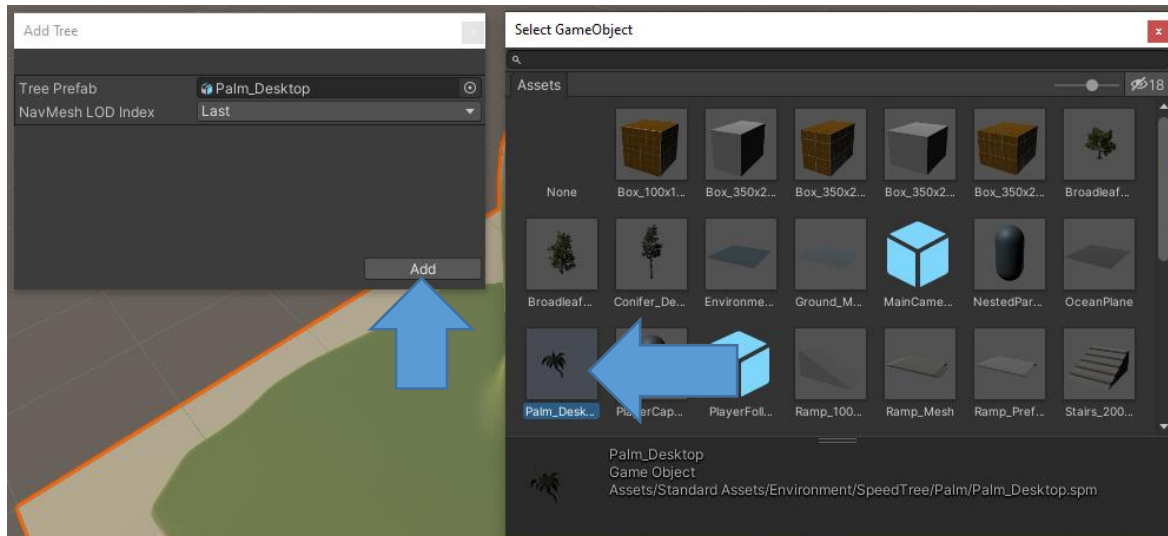 Add Tree
Tree Prefab
Palm_Desktop
NavMesh LOD Index
Last
Add
Select GameObject
x
Assets
18
None
Box_100x1...
Box_350x2...
Box_350x2...
Box_350x2...
Box_350x2...
Broadleaf...
Broadleaf...
Conifer_De...
Environme...
Ground_M...
MainCame...
NestedPar...
OceanPlane
Palm_Desk...
PlayerCap...
PlayerFoll...
Ramp_100...
Ramp_Mesh
Ramp_Pref...
Stairs_200...
Palm_Desktop
Game Object
Assets/Standard Assets/Environment/SpeedTree/Palm/Palm_Desktop.spm